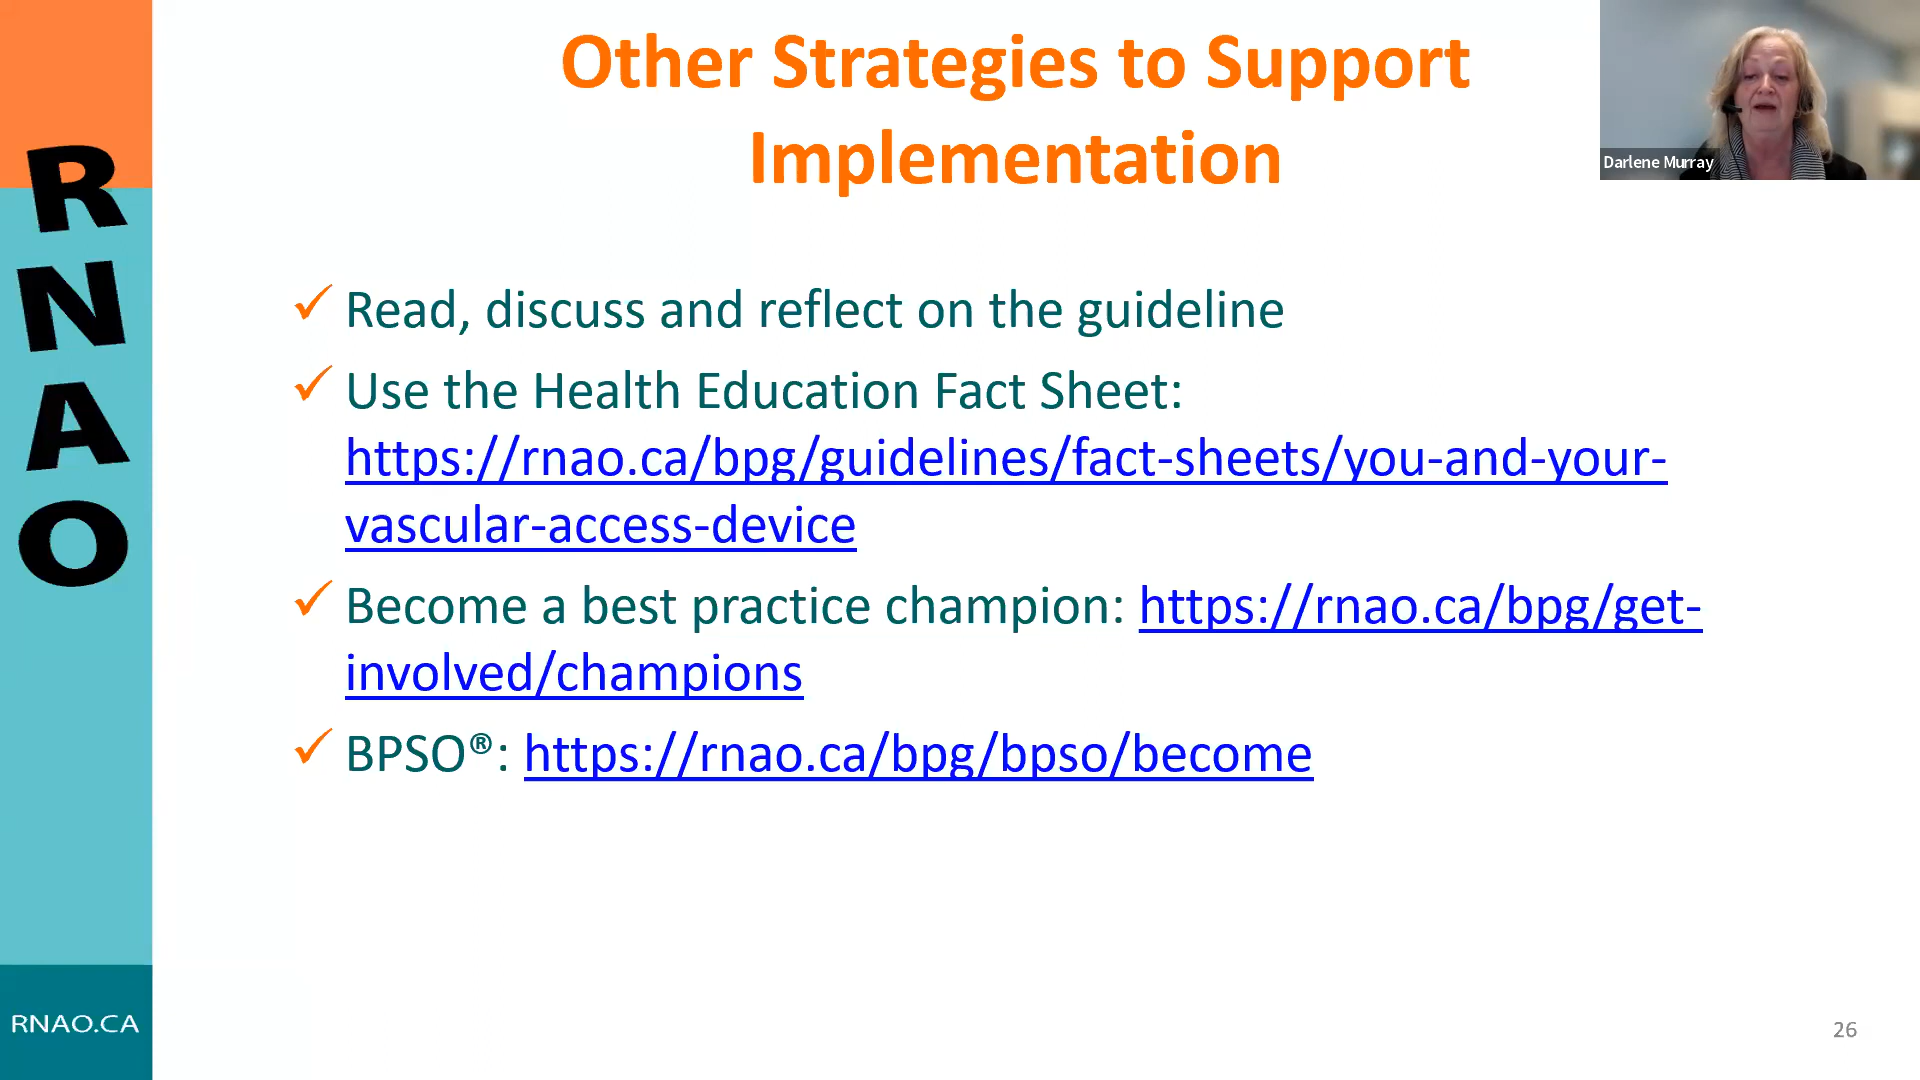 Other Strategies to Support
Implementation
Darlene Murray
RNAO
✓ Read, discuss and reflect on the guideline
✓ Use the Health Education Fact Sheet:
https://rnao.ca/bpg/guidelines/fact-sheets/you-and-your-
vascular-access-device
✓ Become a best practice champion: https://rnao.ca/bpg/get-
involved/champions
✓ BPSO®: https://rnao.ca/bpg/bpso/become
RNAO.CA
26